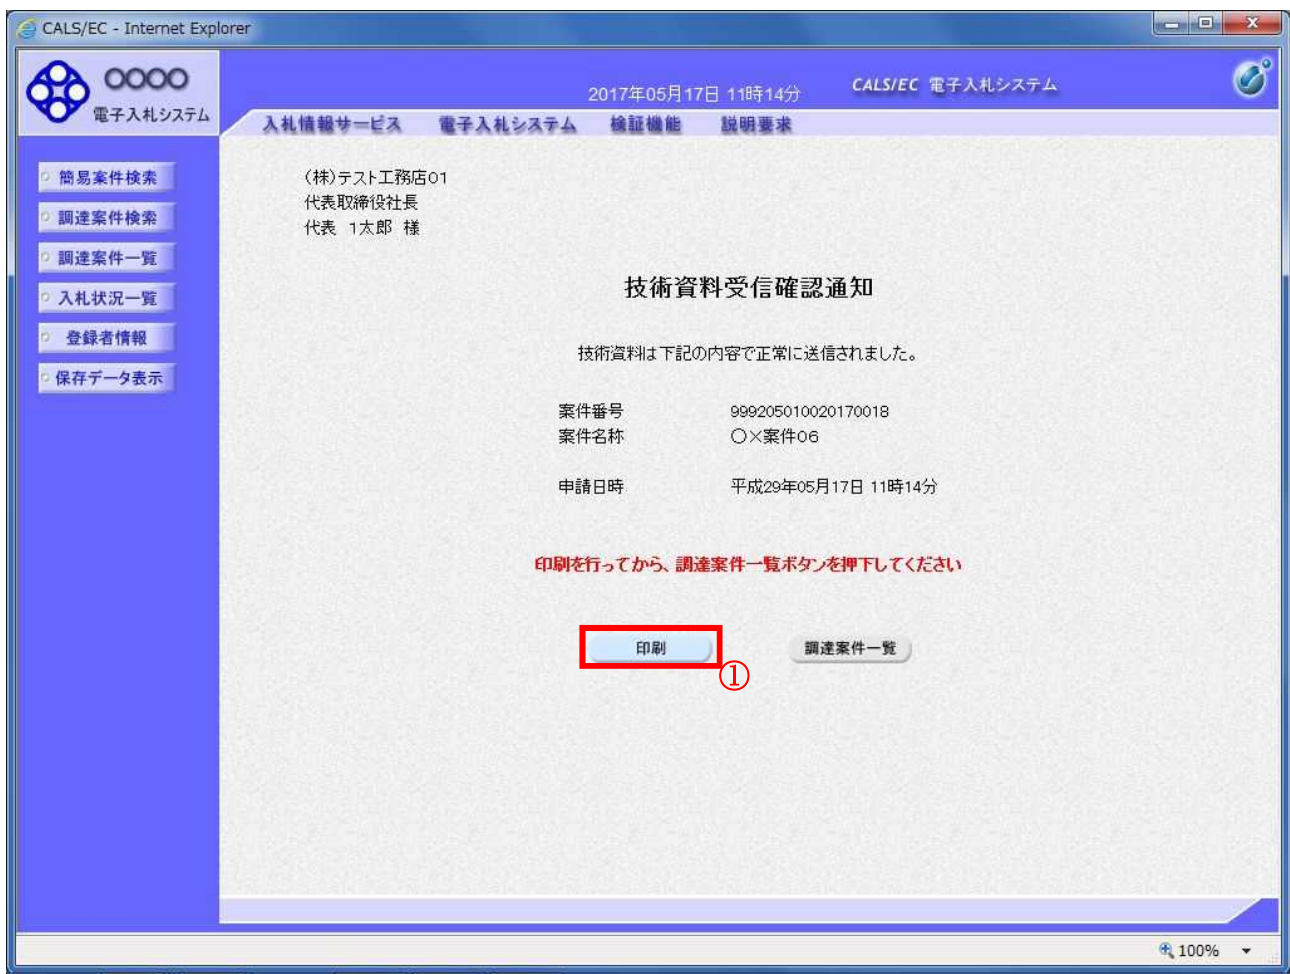 CALS/EC - Internet Explorer
○○○○
電子入札システム
2017年05月17日 11時14分
CALS/EC 電子入札システム
入札情報サービス 電子入札システム 検証機能 説明要求
簡易案件検索
調達案件検索
調達案件一覧
入札状況一覧
登録者情報
保存データ表示
(株)テスト工務店01
代表取締役社長
代表 1太郎 様
技術資料受信確認通知
技術資料は下記の内容で正常に送信されました。
案件番号 999205010020170018
案件名称 ○×案件06
申請日時 平成29年05月17日 11時14分
印刷を行ってから、調達案件一覧ボタンを押下してください
印刷 調達案件一覧
①
100%